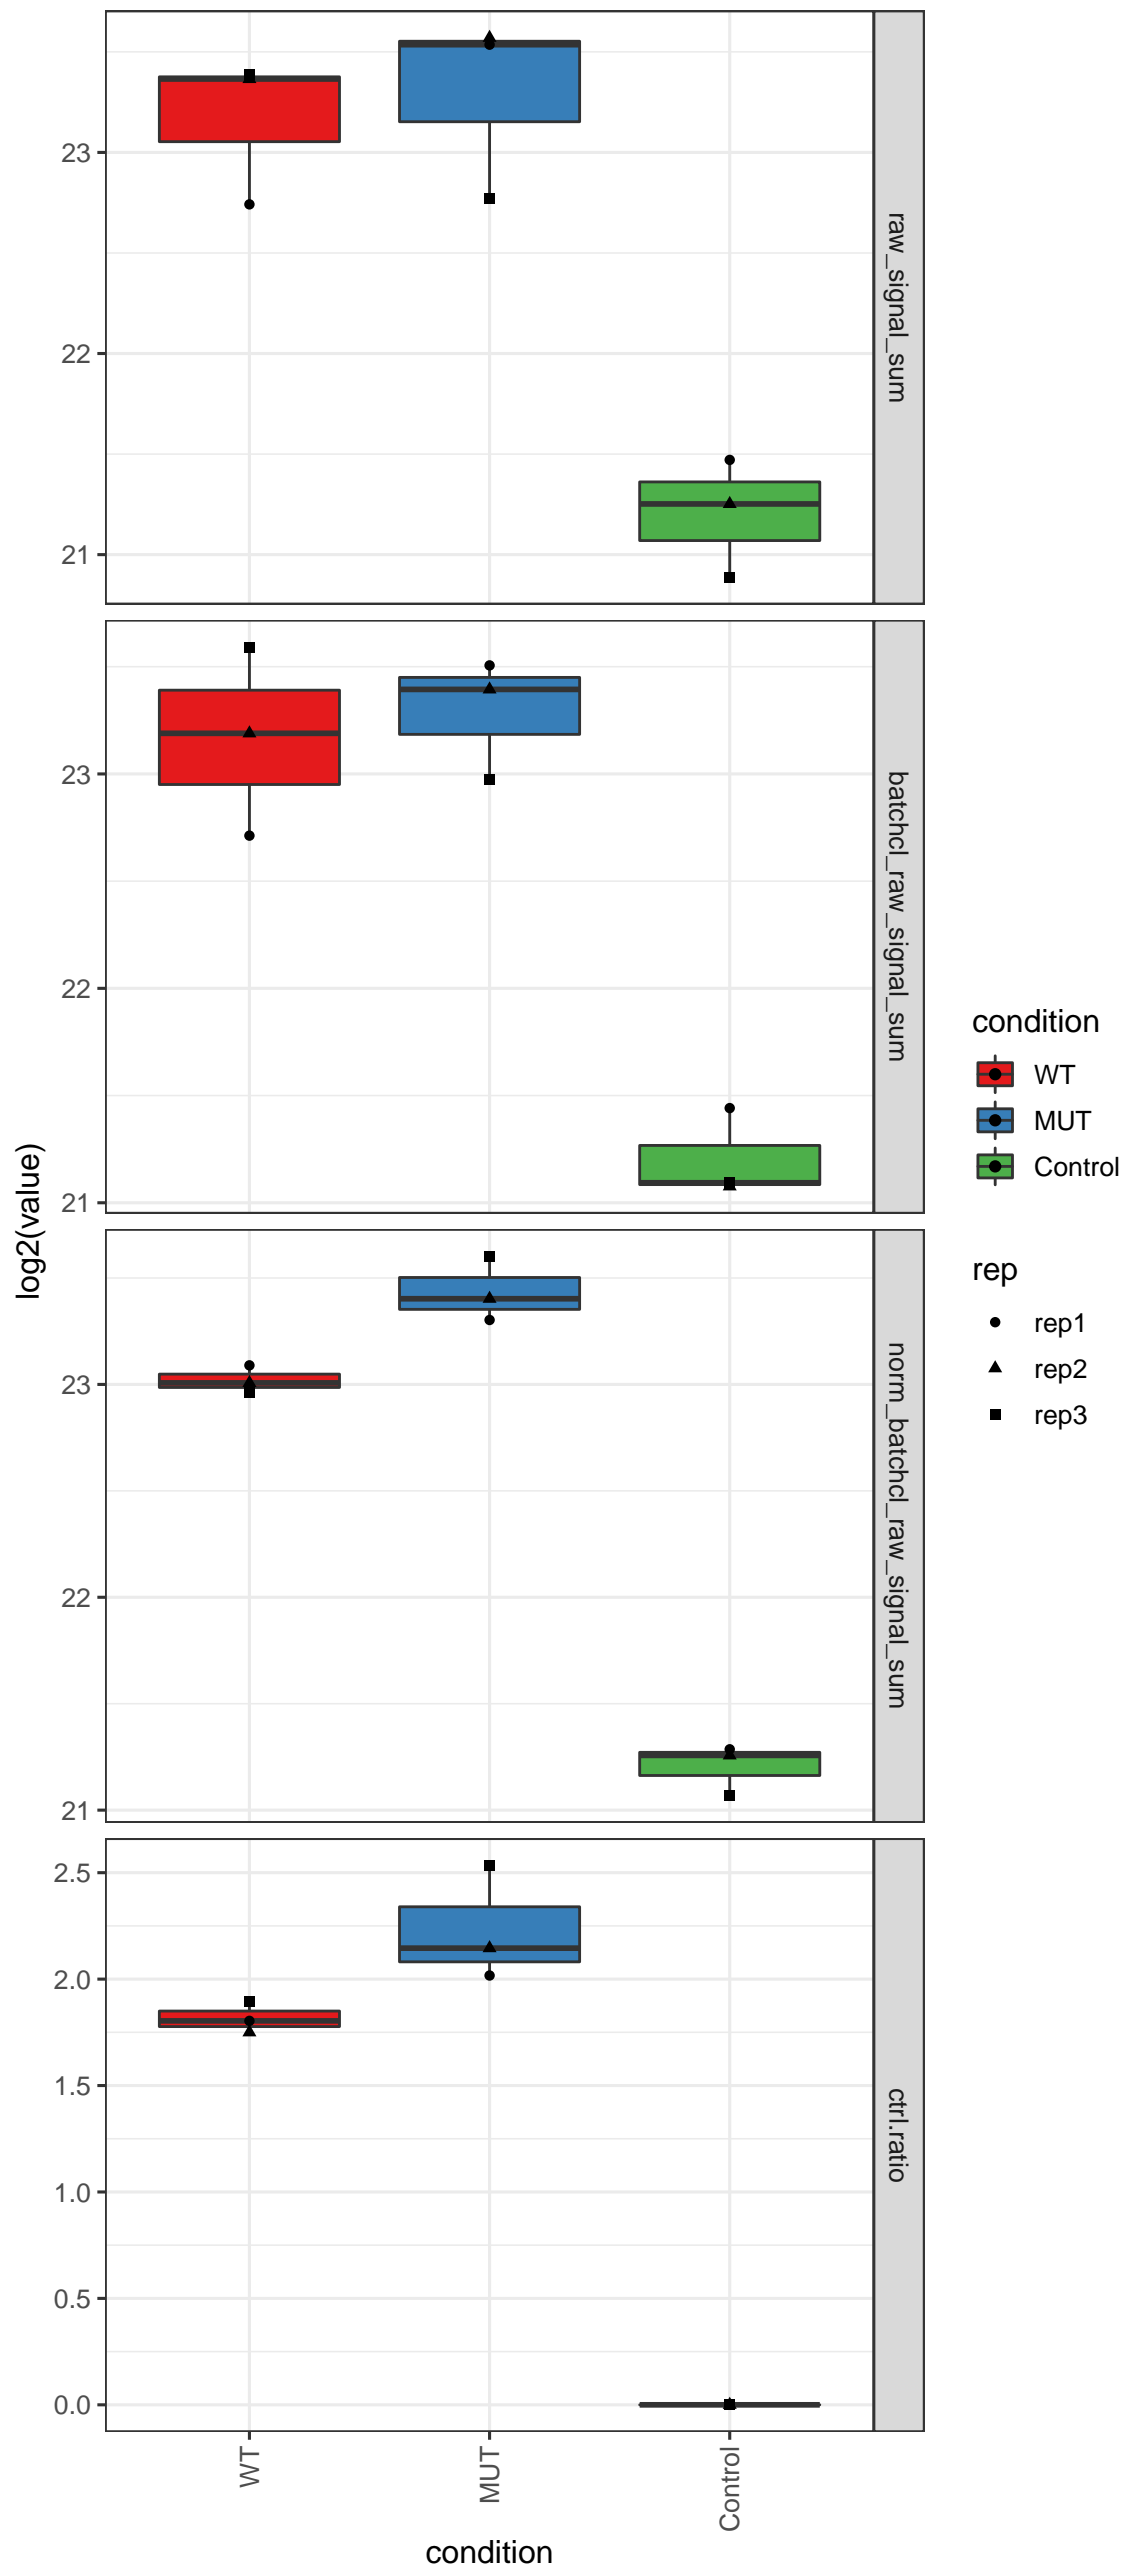 log2(value)
23
22
21
raw_signal_sum
23
22
21
batchcl_raw_signal_sum
23
22
21
norm_batchcl_raw_signal_sum
2.5
2.0
1.5
1.0
0.5
0.0
ctrl.ratio
WT
MUT
Control
condition
condition
WT
MUT
Control
rep
rep1
rep2
rep3